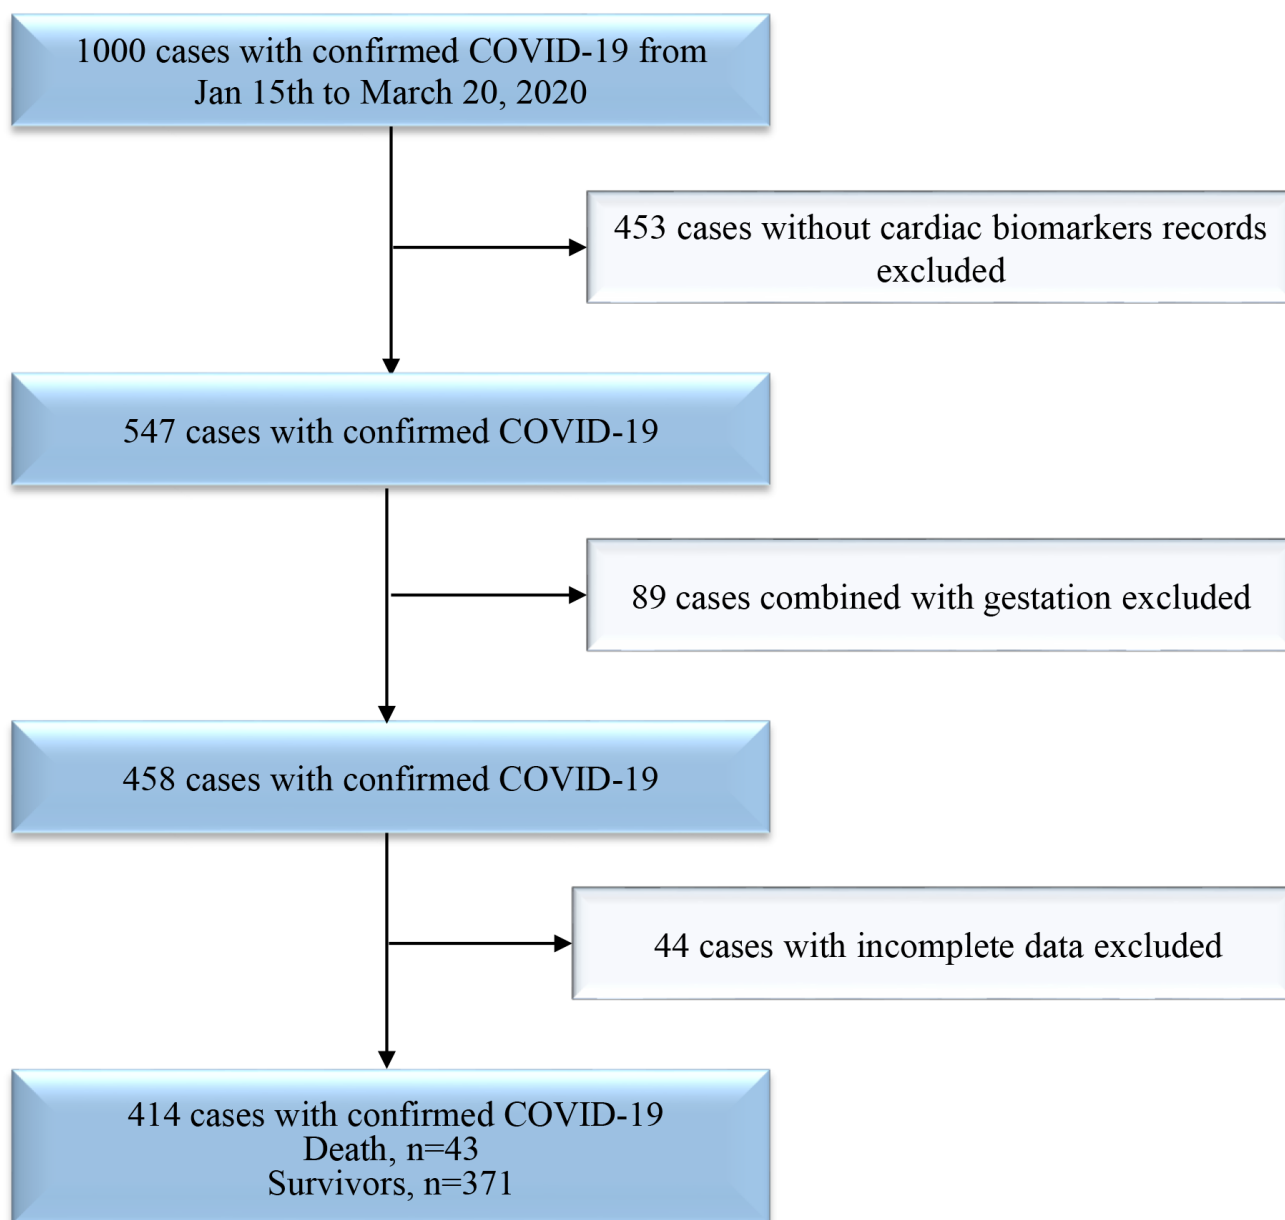 1000 cases with confirmed COVID-19 from
Jan 15th to March 20, 2020
453 cases without cardiac biomarkers records
excluded
547 cases with confirmed COVID-19
89 cases combined with gestation excluded
458 cases with confirmed COVID-19
44 cases with incomplete data excluded
414 cases with confirmed COVID-19
Death, n=43
Survivors, n=371